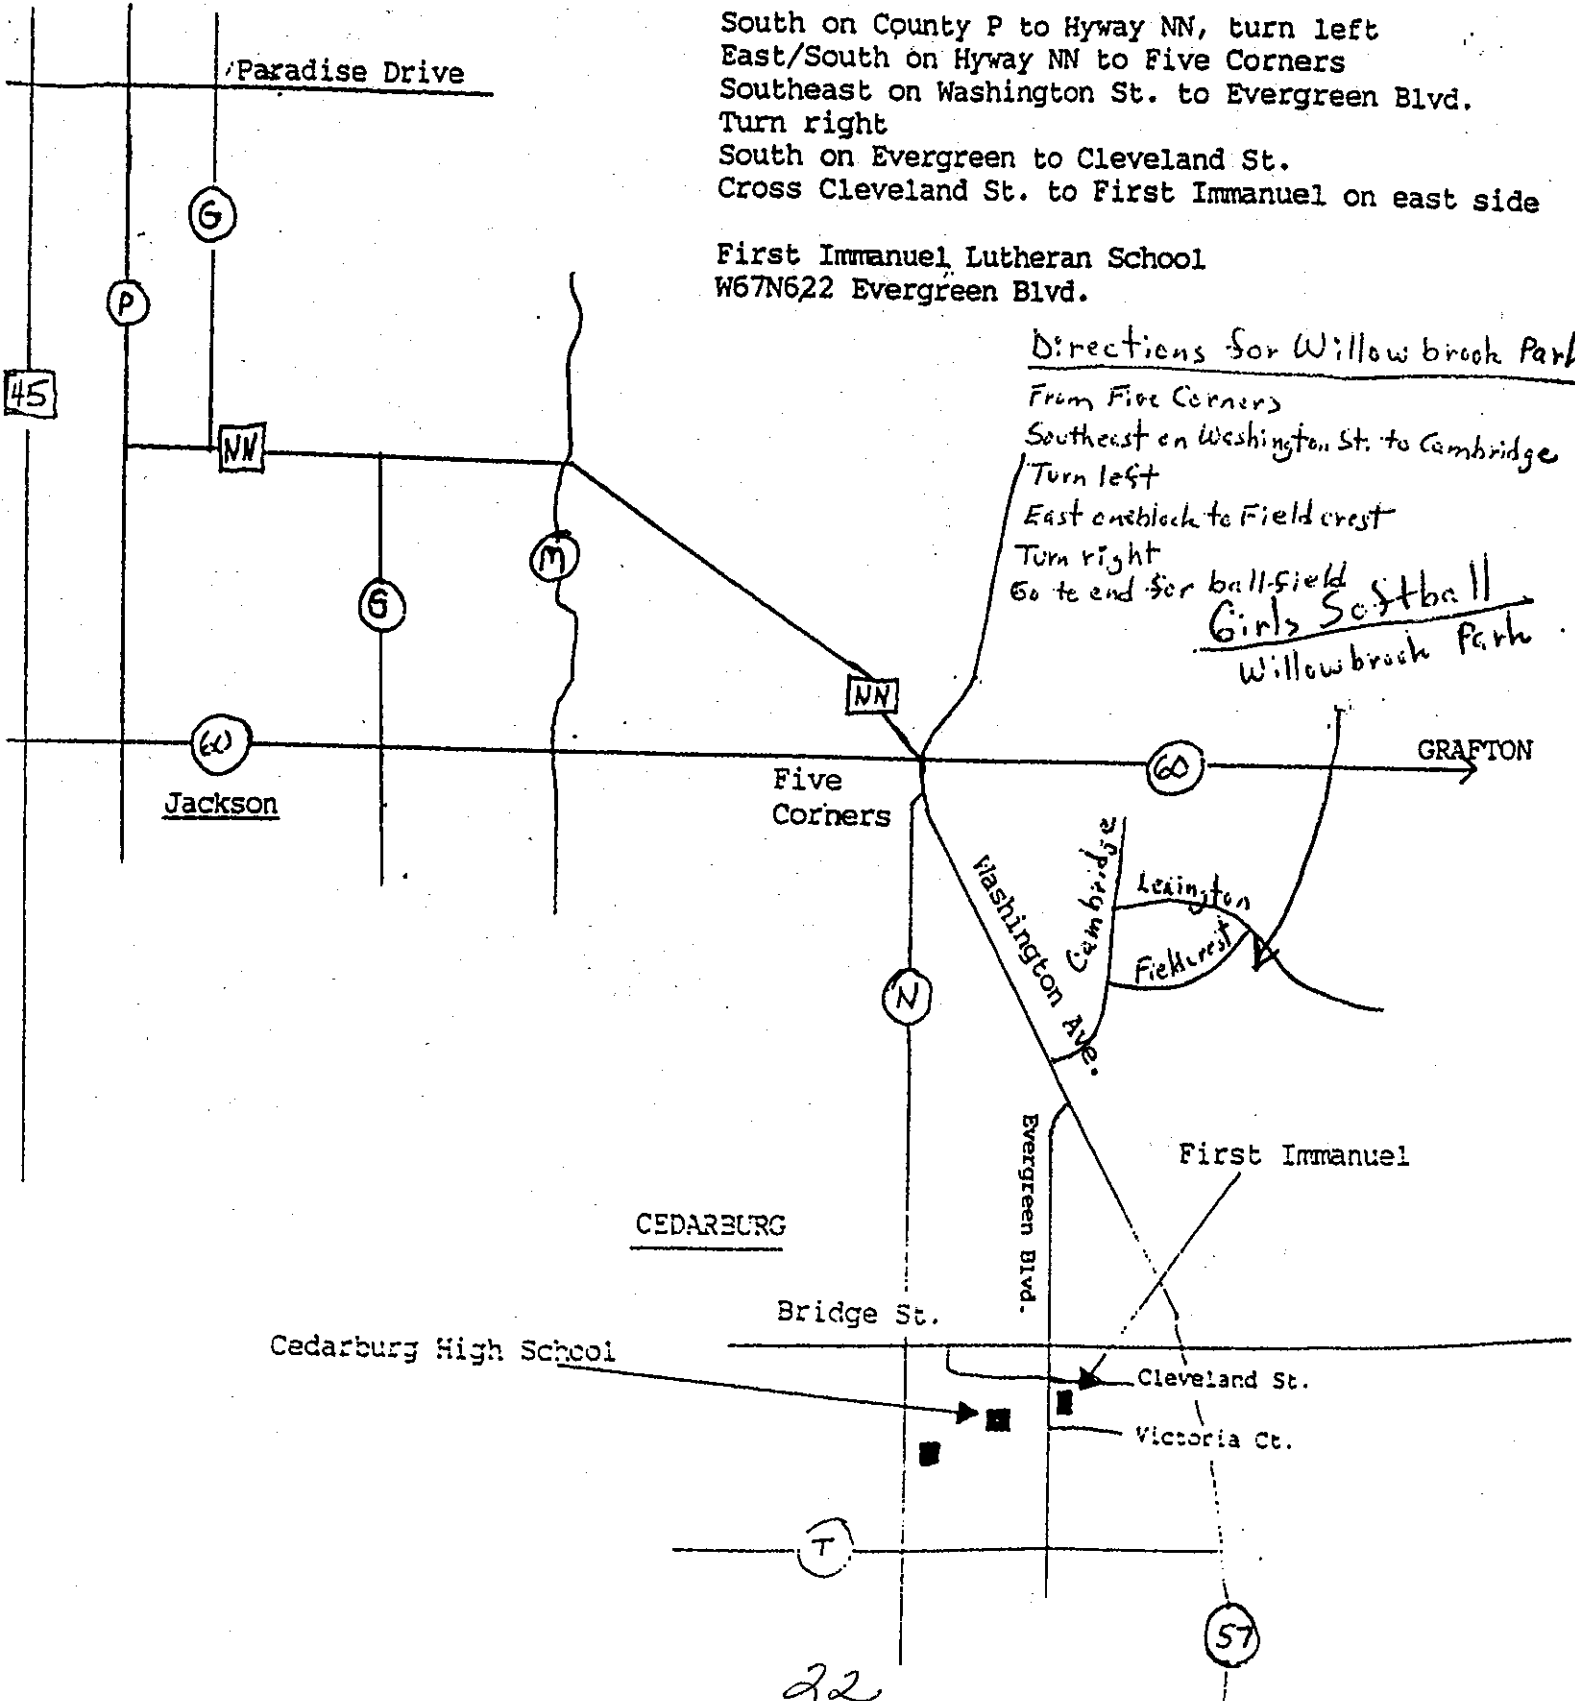 South on County P to Hyway NN, turn left
East/South on Hyway NN to Five Corners
Southeast on Washington St. to Evergreen Blvd.
Turn right
South on Evergreen to Cleveland St.
Cross Cleveland St. to First Immanuel on east side
First Immanuel Lutheran School
W67N622 Evergreen Blvd.
Paradise Drive
G
P
45
NN
Directions for Willowbrook Park
From Five Corners
Southeast on Washington St. to Cambridge
Turn left
East one block to Fieldcrest
Turn right
Go to end for ballfield
Girls Softball
Willowbrook Park
M
G
NN
60
Jackson
Five
Corners
60
GRAFTON
Washington Ave.
Cambridge
Lexington
Fieldcrest
N
Evergreen Blvd.
First Immanuel
CEDARBURG
Bridge St.
Cedarburg High School
Cleveland St.
Victoria Ct.
T
57
22